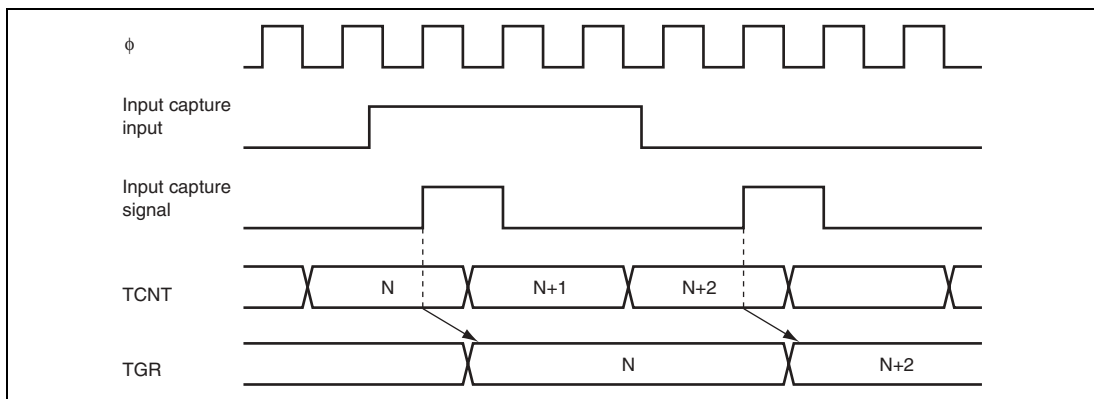 ϕ
Input capture
input
Input capture
signal
TCNT
N
N+1
N+2
TGR
N
N+2